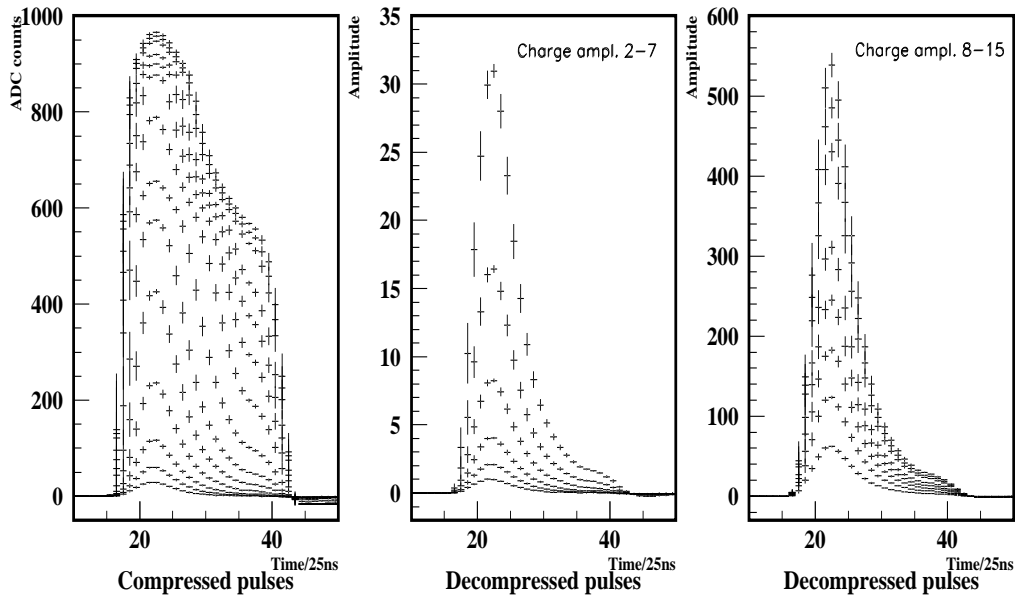 ADC counts
1000
800
600
400
200
0
20
40
Time/25ns
Compressed pulses
Amplitude
35
30
25
20
15
10
5
0
20
40
Time/25ns
Decompressed pulses
Charge ampl. 2-7
Amplitude
600
500
400
300
200
100
0
20
40
Time/25ns
Decompressed pulses
Charge ampl. 8-15